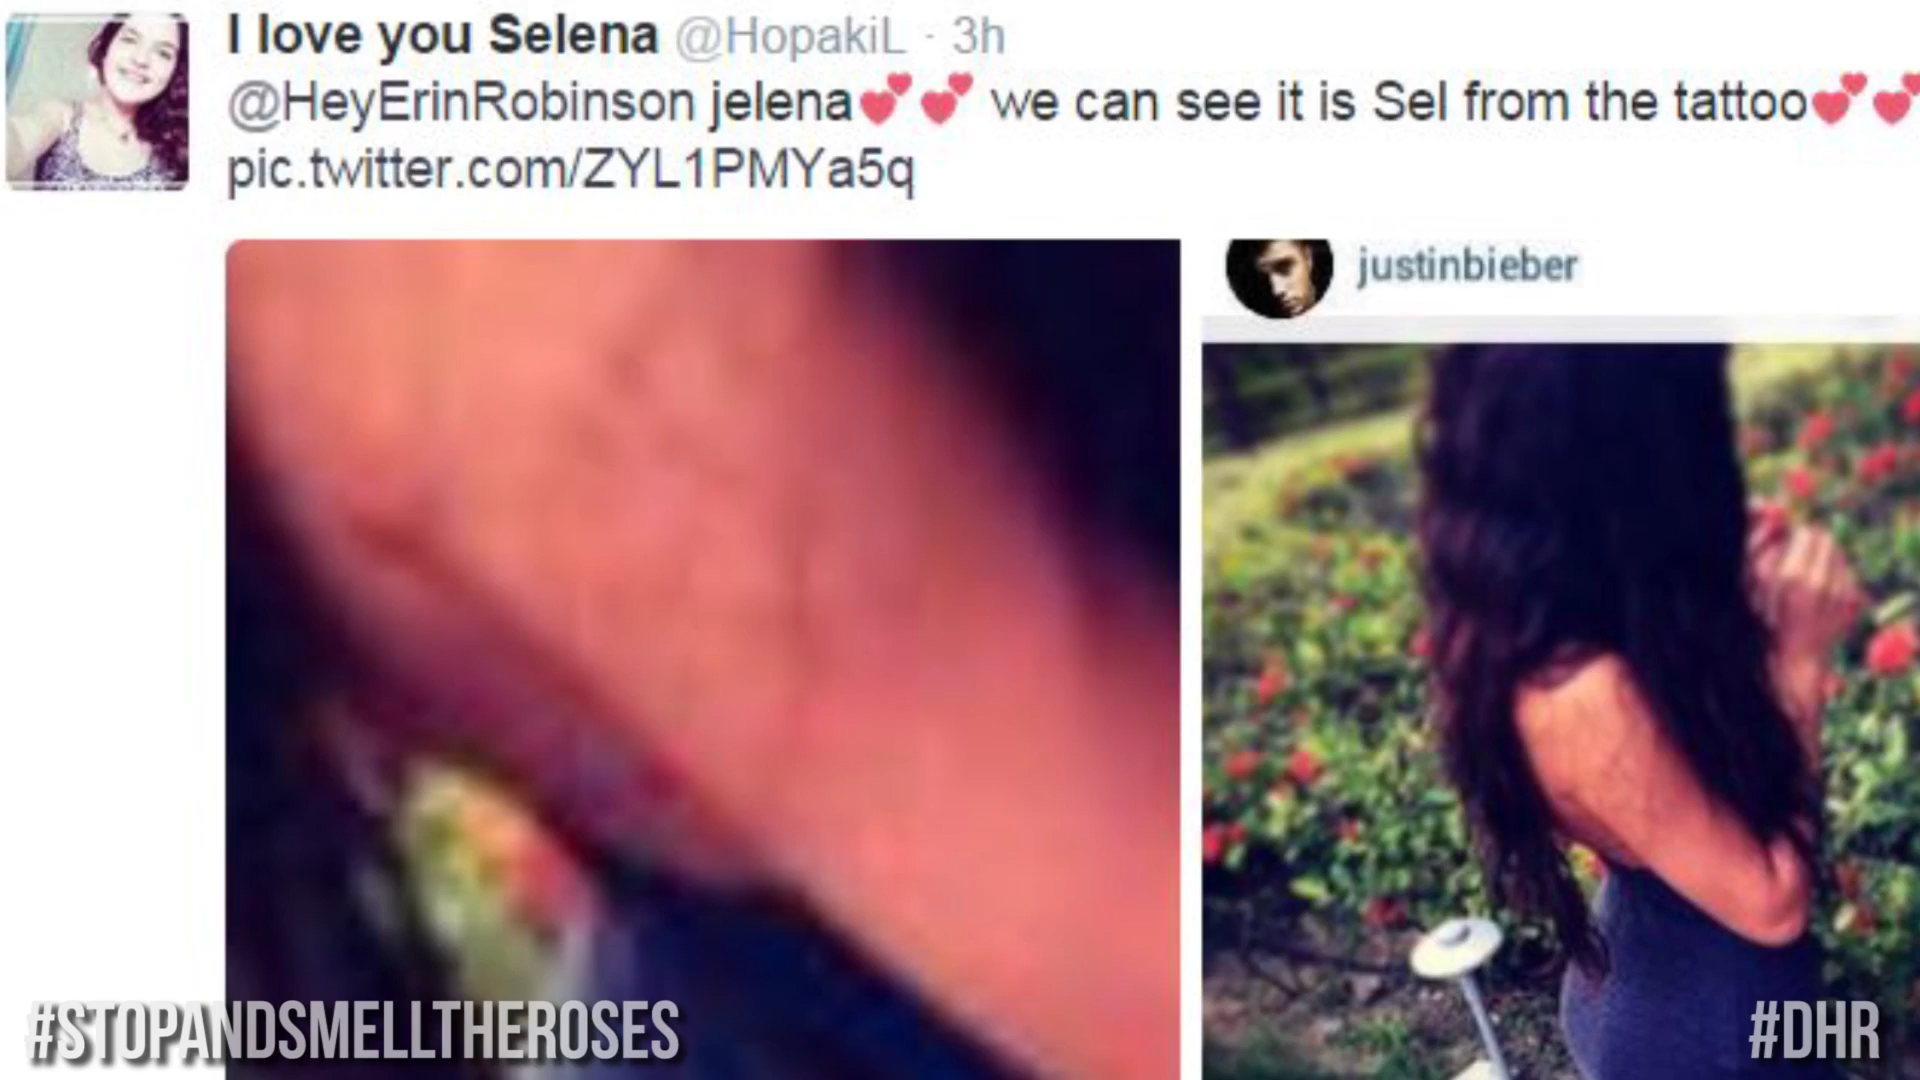 I love you Selena @HopakiL · 3h
@HeyErinRobinson jelena💕💕 we can see it is Sel from the tattoo💕💕
pic.twitter.com/ZYL1PMYa5q
justinbieber
#STOPANDSMELLTHEROSES
#DHR